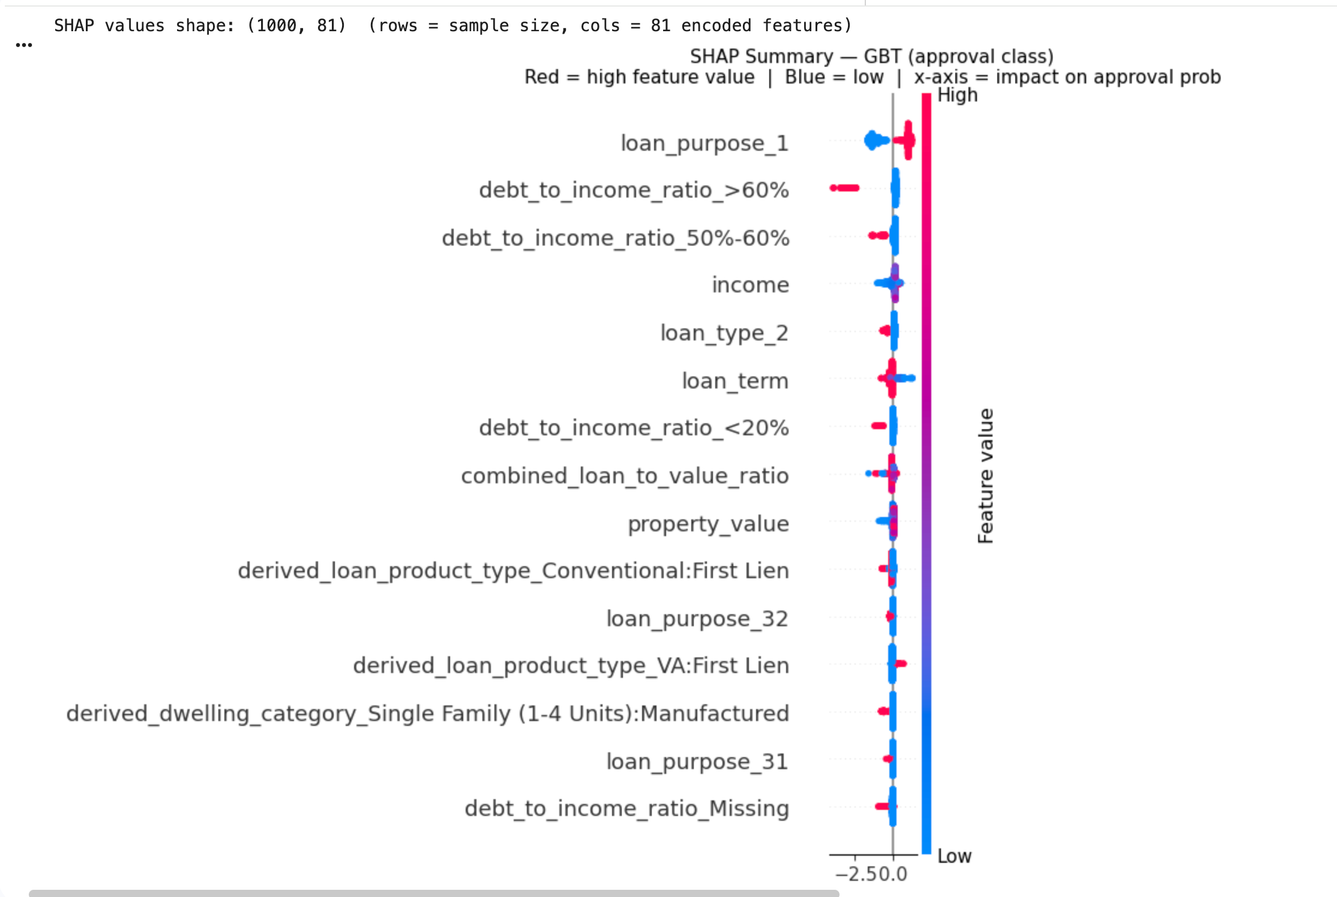 SHAP values shape: (1000, 81)  (rows = sample size, cols = 81 encoded features)
...
SHAP Summary — GBT (approval class)
Red = high feature value  |  Blue = low  |  x-axis = impact on approval prob
High
loan_purpose_1
debt_to_income_ratio_>60%
debt_to_income_ratio_50%-60%
income
loan_type_2
loan_term
debt_to_income_ratio_<20%
combined_loan_to_value_ratio
property_value
derived_loan_product_type_Conventional:First Lien
loan_purpose_32
derived_loan_product_type_VA:First Lien
derived_dwelling_category_Single Family (1-4 Units):Manufactured
loan_purpose_31
debt_to_income_ratio_Missing
Feature value
Low
−2.50.0